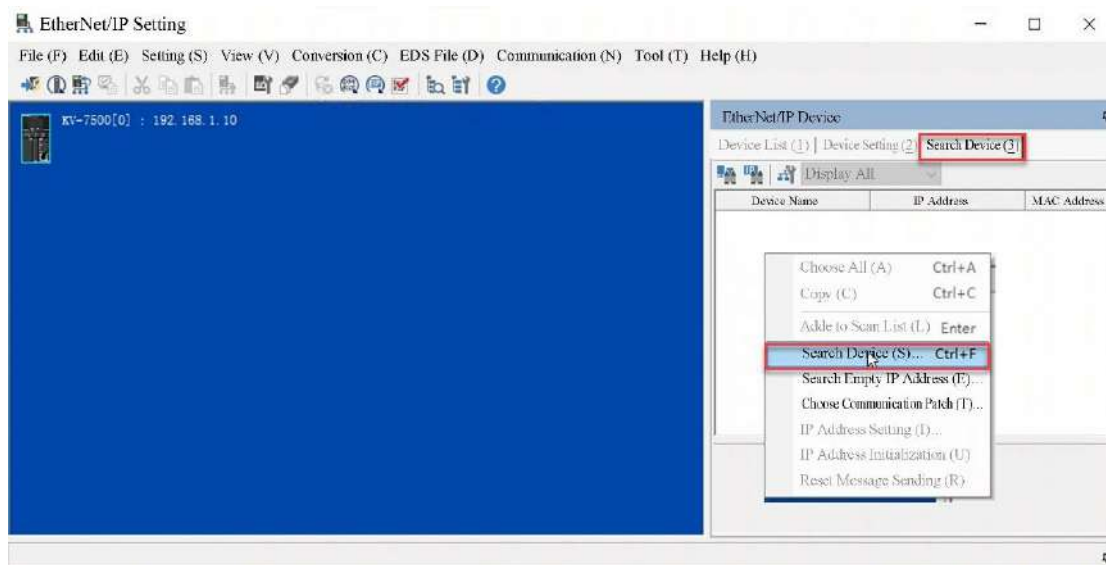 EtherNet/IP Setting
File (F) Edit (E) Setting (S) View (V) Conversion (C) EDS File (D) Communication (N) Tool (T) Help (H)
KV-7500[0] : 192.168.1.10
EtherNet/IP Device
Device List (1) Device Setting (2) Search Device (3)
Display All
Device Name IP Address MAC Address
Choose All (A) Ctrl+A
Copy (C) Ctrl+C
Adde to Scan List (L) Enter
Search Device (S)... Ctrl+F
Search Empty IP Address (E)...
Choose Communication Patch (T)...
IP Address Setting (I)...
IP Address Initialization (U)
Reset Message Sending (R)